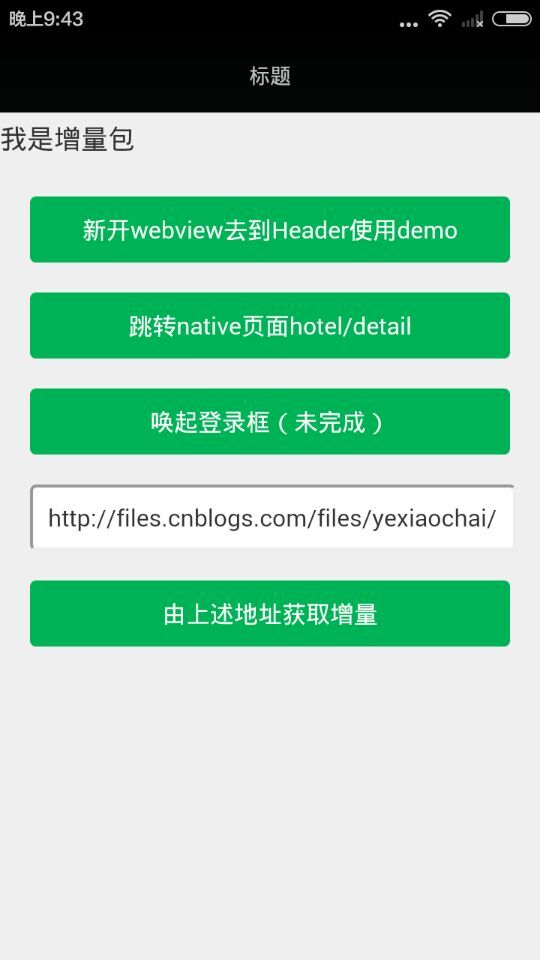 晚上9:43
标题
我是增量包
新开webview去到Header使用demo
跳转native页面hotel/detail
唤起登录框（未完成）
http://files.cnblogs.com/files/yexiaochai/
由上述地址获取增量